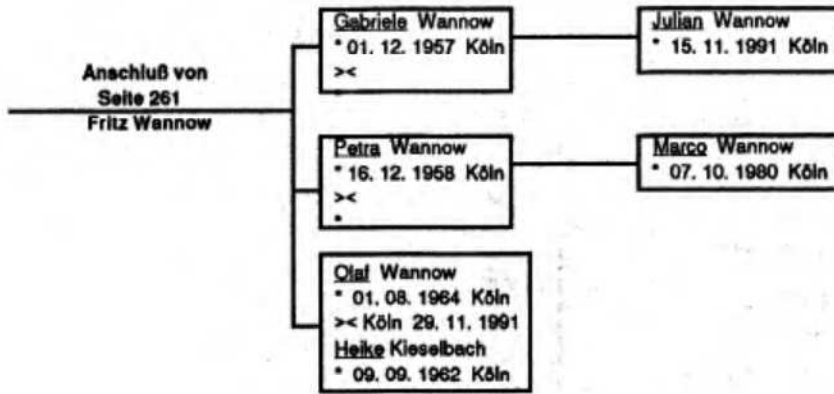 Anschluß von
Seite 261
Fritz Wannow
Gabriele Wannow
* 01. 12. 1957 Köln
><
*
Julian Wannow
* 15. 11. 1991 Köln
Petra Wannow
* 16. 12. 1958 Köln
><
*
Marco Wannow
* 07. 10. 1980 Köln
Olaf Wannow
* 01. 08. 1964 Köln
>< Köln 29. 11. 1991
Heike Kieselbach
* 09. 09. 1962 Köln